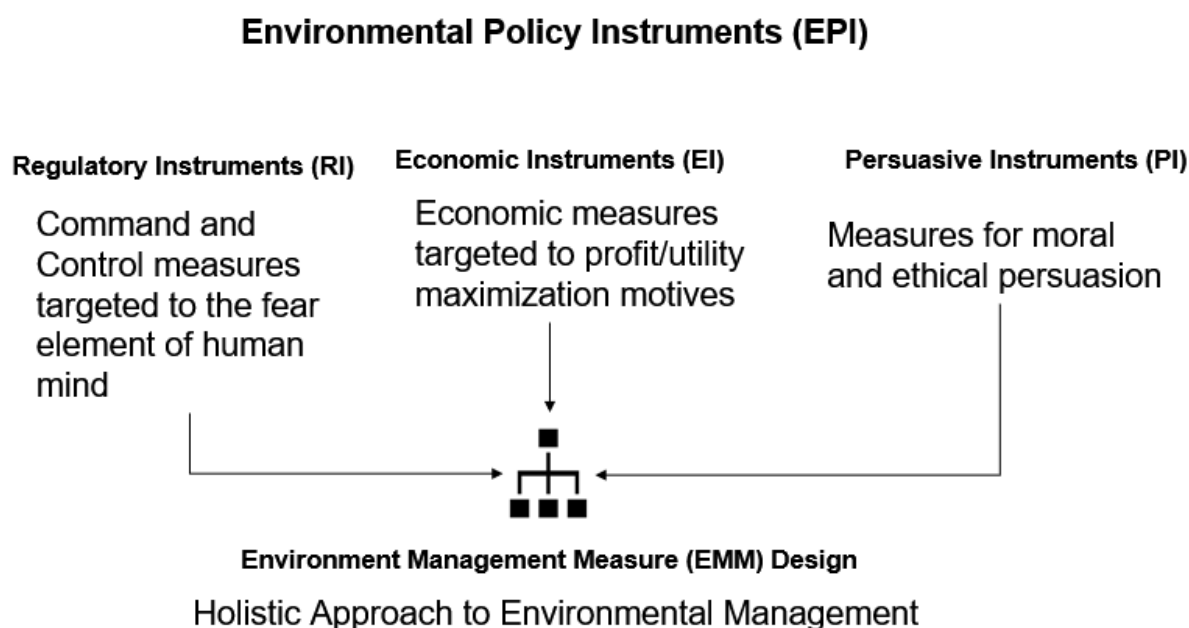 Environmental Policy Instruments (EPI)
Regulatory Instruments (RI)
Command and
Control measures
targeted to the fear
element of human
mind
Economic Instruments (EI)
Economic measures
targeted to profit/utility
maximization motives
Persuasive Instruments (PI)
Measures for moral
and ethical persuasion
Environment Management Measure (EMM) Design
Holistic Approach to Environmental Management